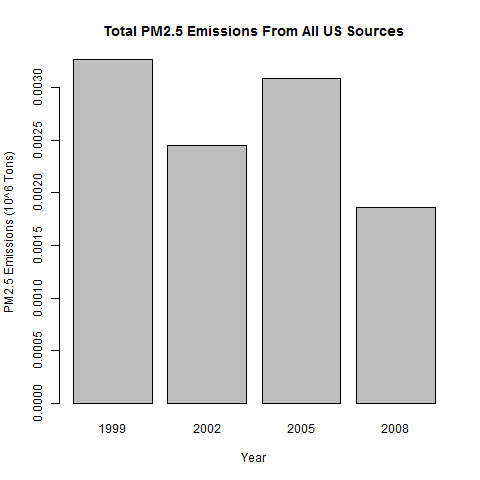 Total PM2.5 Emissions From All US Sources
PM2.5 Emissions (10^6 Tons)
0.0030
0.0025
0.0020
0.0015
0.0010
0.0005
0.0000
1999 2002 2005 2008
Year